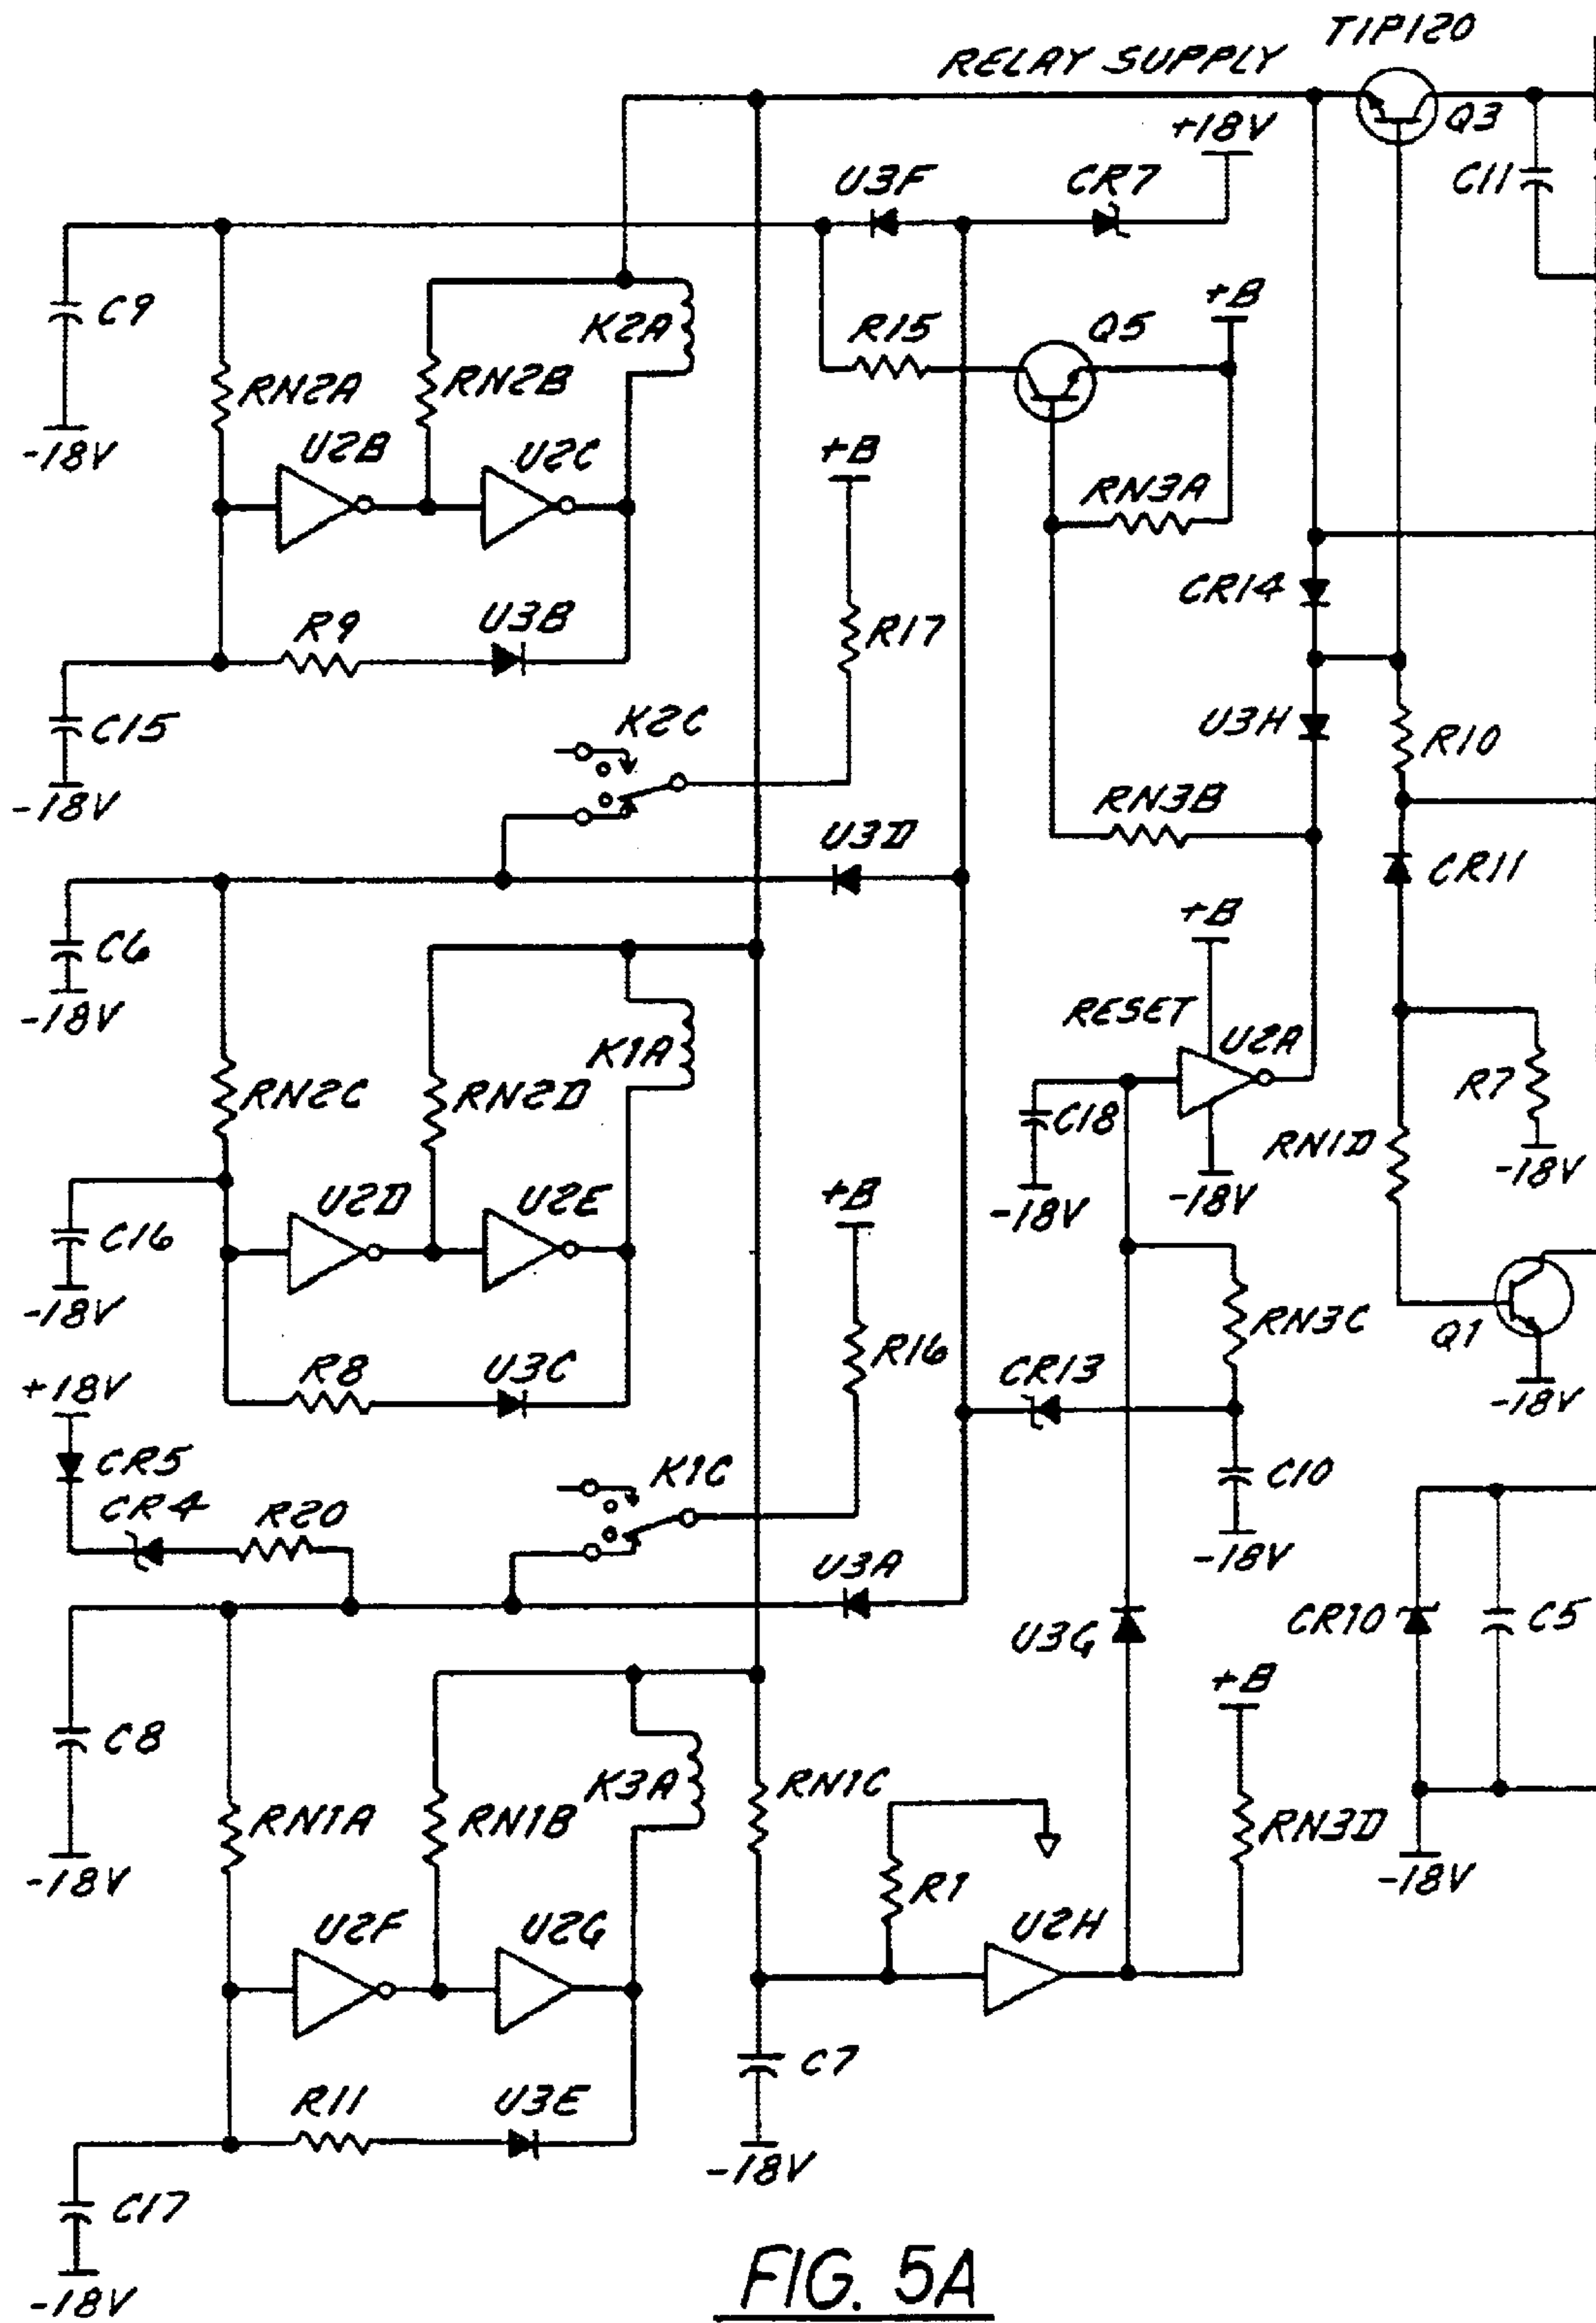 TIP120
RELAY SUPPLY
Q3
+18V
U3F
CR7
C11
C9
K2A
+B
R15
Q5
RN2A
RN2B
-18V
U2B
U2C
+B
RN3A
CR14
R9
U3B
R17
C15
K2C
U3H
R10
-18V
RN3B
U3D
CR11
C6
+B
-18V
RESET
U2A
K1A
RN2C
RN2D
C18
R7
RN1D
-18V
-18V
-18V
U2D
U2E
+B
C16
-18V
RN3C
Q1
R16
+18V
R8
U3C
CR13
-18V
CR5
K1C
C10
CR4
R20
-18V
U3A
U3G
CR10
C5
+B
C8
K3A
RN1C
RN1A
RN1B
RN3D
-18V
R1
-18V
U2F
U2G
U2H
C7
R11
U3E
-18V
C17
-18V
FIG. 5A